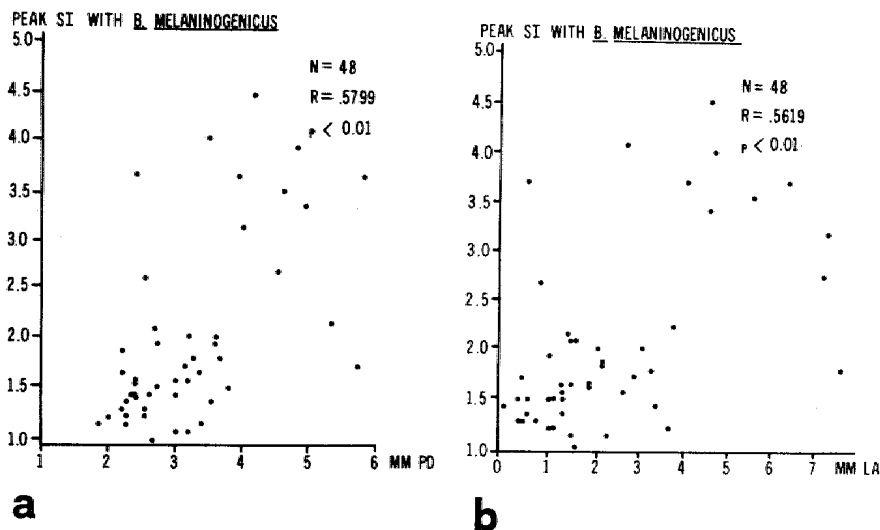 PEAK SI WITH B. MELANINOGENICUS
5.0
4.5
4.0
3.5
3.0
2.5
2.0
1.5
1.0
N = 48
R = .5799
P < 0.01
1 2 3 4 5 6 MM PD
a
PEAK SI WITH B. MELANINOGENICUS
5.0
4.5
4.0
3.5
3.0
2.5
2.0
1.5
1.0
N = 48
R = .5619
P < 0.01
0 1 2 3 4 5 6 7 MM LA
b